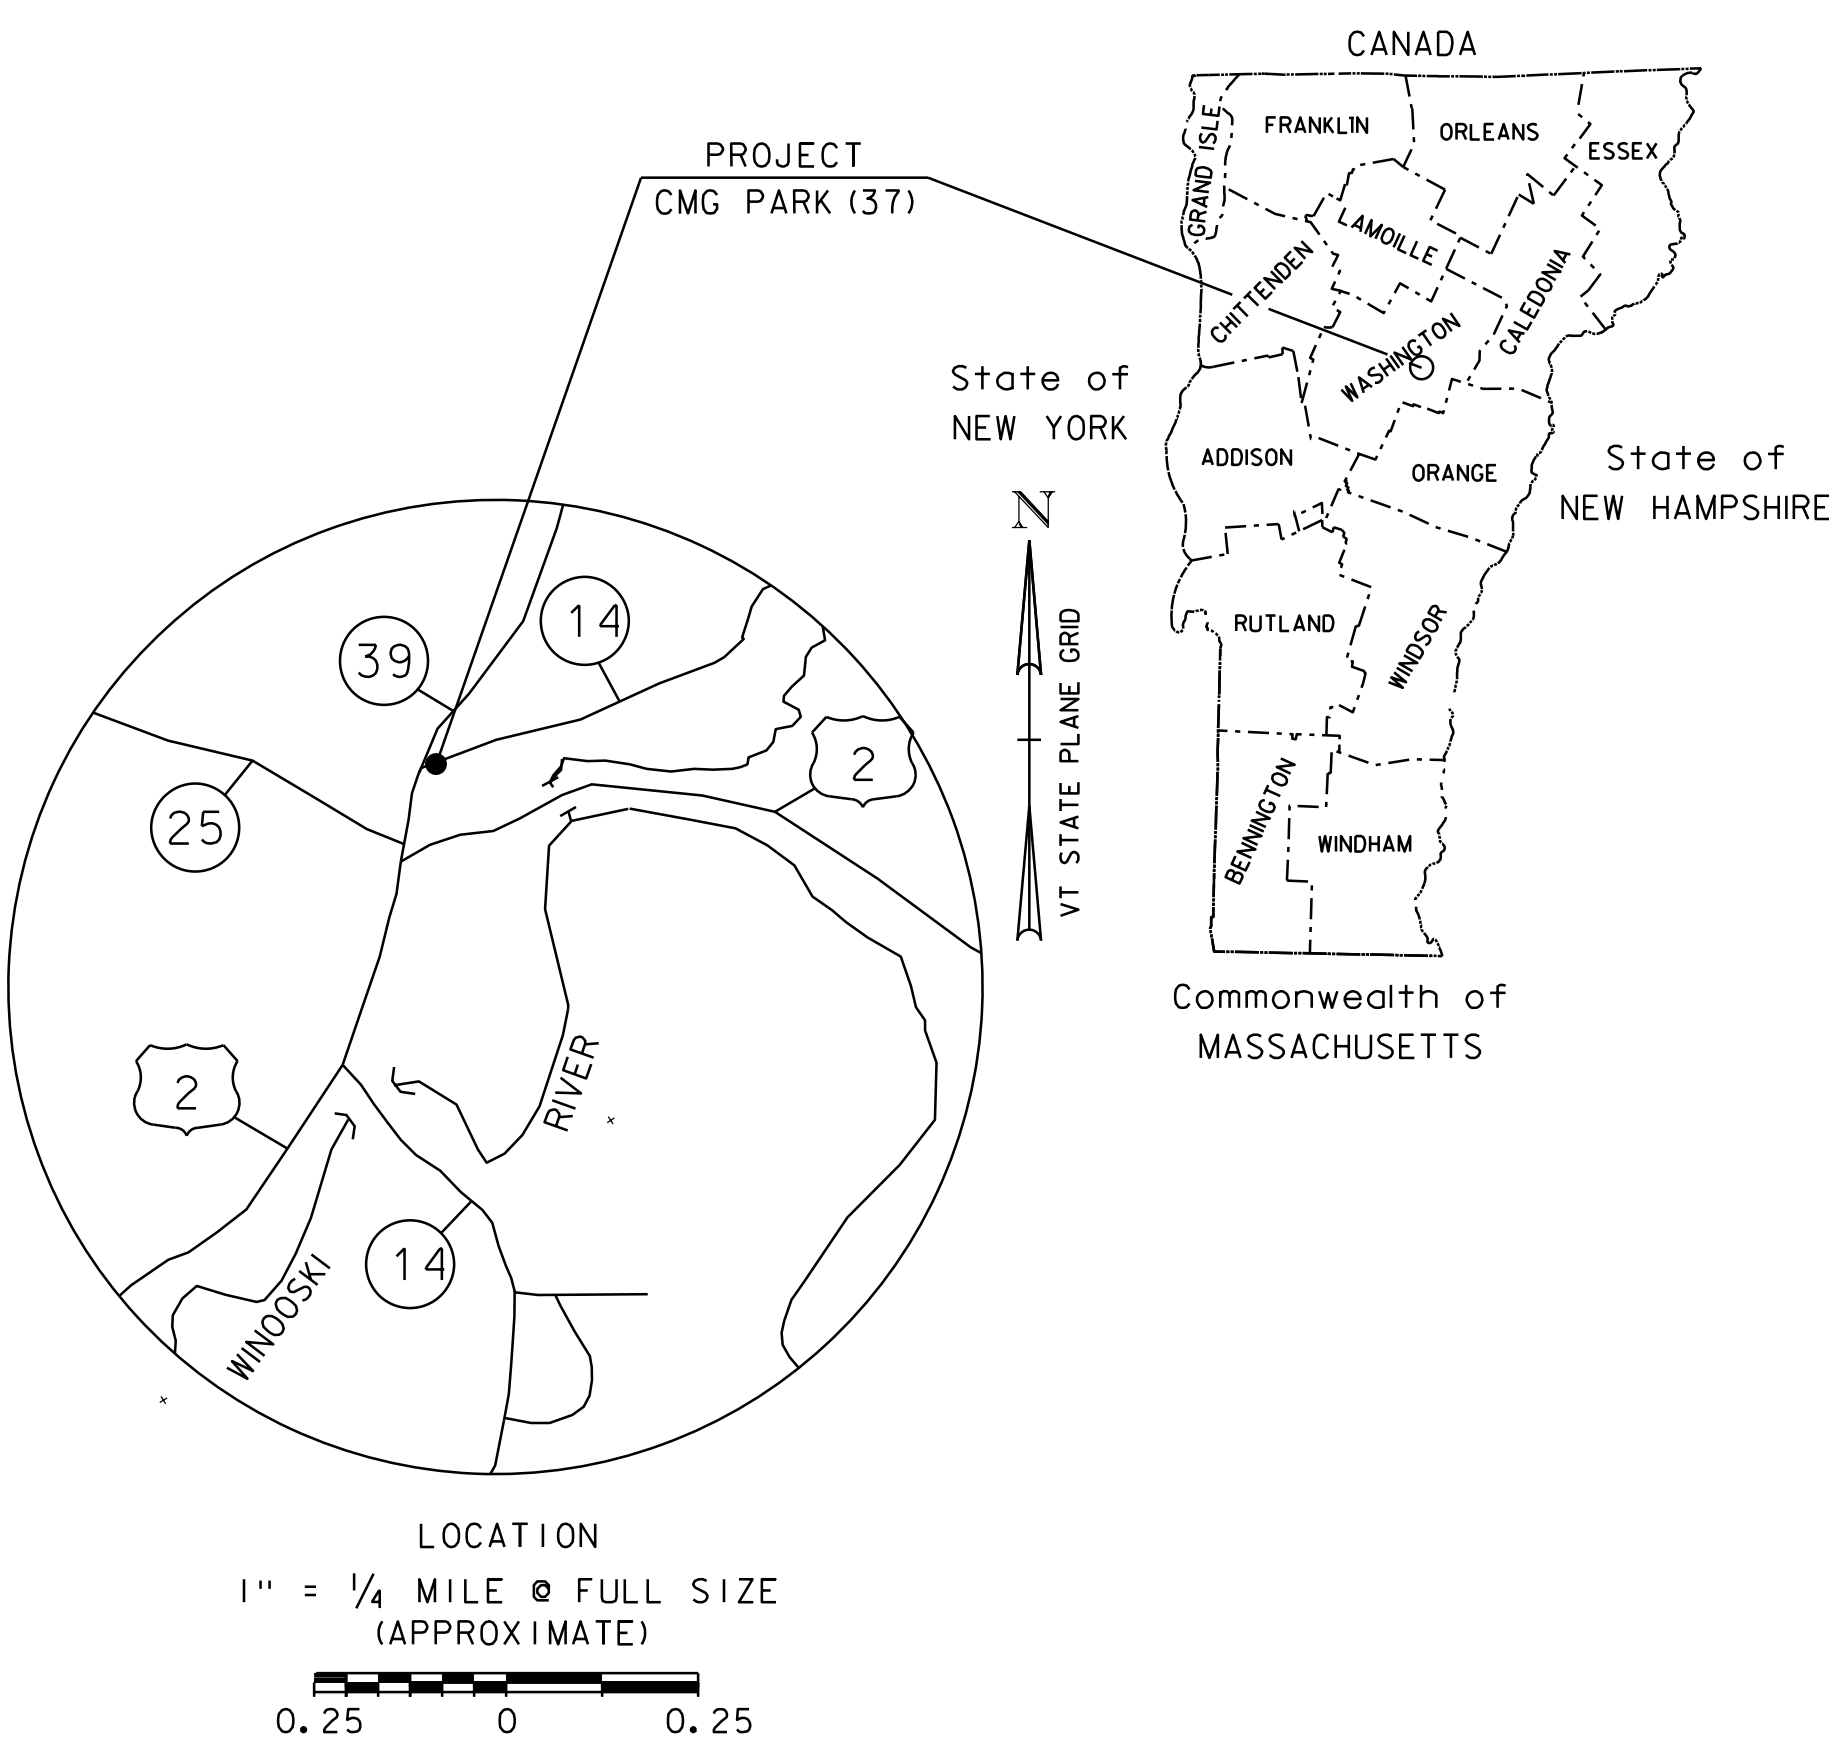 CANADA
PROJECT
CMG PARK (37)
GRAND ISLE
FRANKLIN
ORLEANS
ESSEX
LAMOILLE
CHITTENDEN
CALEDONIA
WASHINGTON
State of
NEW YORK
ADDISON
ORANGE
State of
NEW HAMPSHIRE
RUTLAND
WINDSOR
BENNINGTON
WINDHAM
Commonwealth of
MASSACHUSETTS
N
VT STATE PLANE GRID
14
39
2
25
RIVER
2
14
WINOOSKI
LOCATION
1" = 1/4 MILE @ FULL SIZE
(APPROXIMATE)
0.25 0 0.25